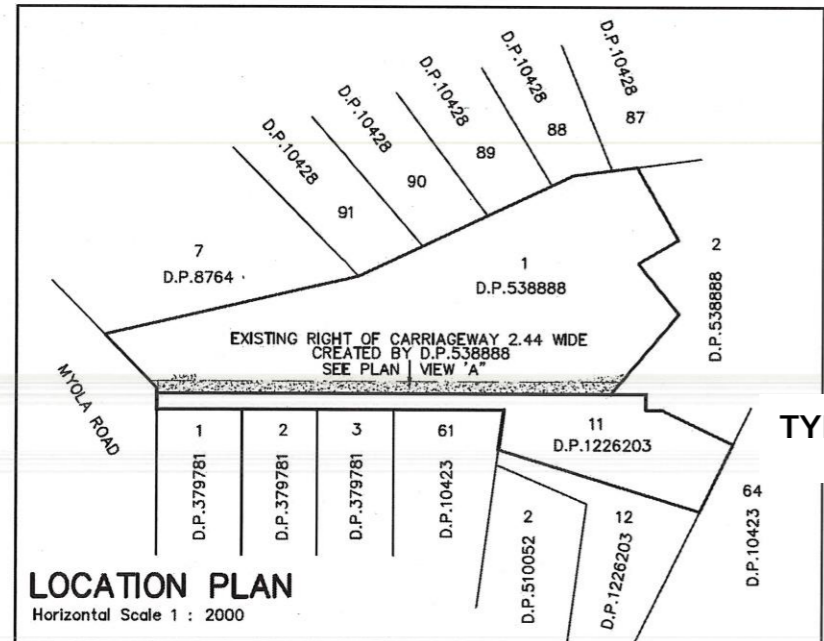 D.P.10428
87
D.P.10428
88
D.P.10428
89
D.P.10428
90
D.P.10428
91
7
D.P.8764
1
D.P.538888
2
D.P.538888
EXISTING RIGHT OF CARRIAGEWAY 2.44 WIDE
CREATED BY D.P.538888
SEE PLAN VIEW 'A"
MYOLA ROAD
1
D.P.379781
2
D.P.379781
3
D.P.379781
61
D.P.10423
11
D.P.1226203
2
D.P.510052
12
D.P.1226203
64
D.P.10423
TY
LOCATION PLAN
Horizontal Scale 1 : 2000